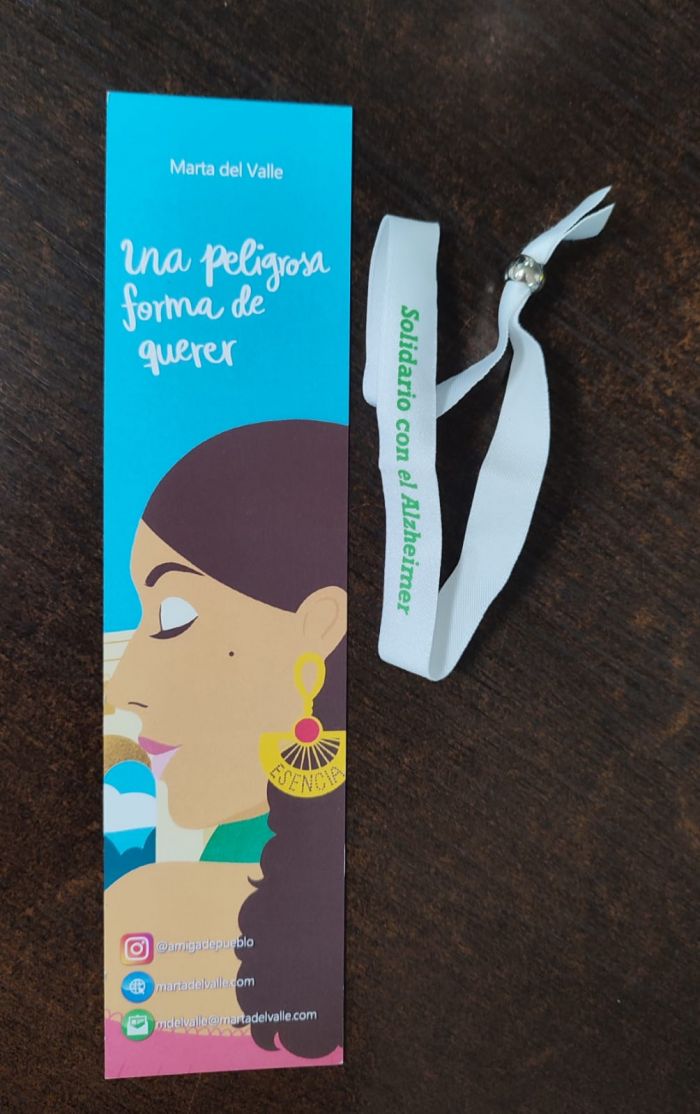 Marta del Valle
Una peligrosa
forma de
querer
ESENCIA
@amigadepueblo
martadelvalle.com
mdelvalle@martadelvalle.com
Solidario con el Alzheimer